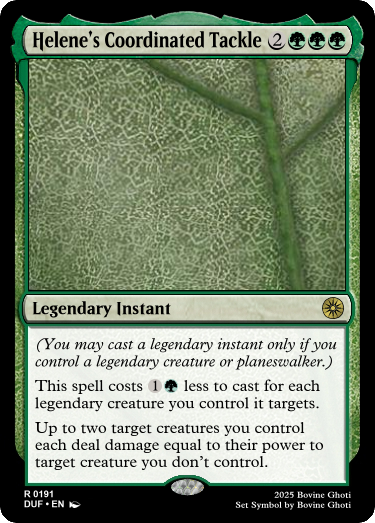 Helene's Coordinated Tackle 2
Legendary Instant
(You may cast a legendary instant only if you
control a legendary creature or planeswalker.)
This spell costs 1 less to cast for each
legendary creature you control it targets.
Up to two target creatures you control
each deal damage equal to their power to
target creature you don't control.
R 0191
DUF • EN
2025 Bovine Ghoti
Set Symbol by Bovine Ghoti